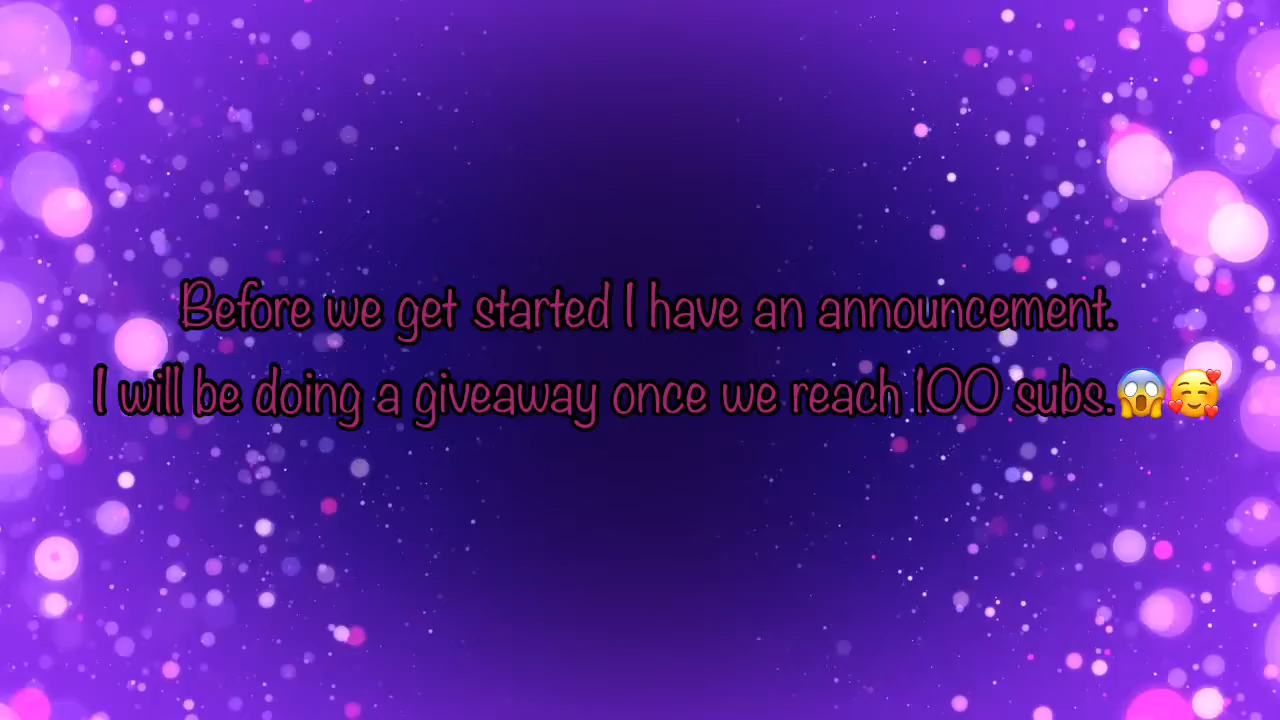 Before we get started I have an announcement.
I will be doing a giveaway once we reach 100 subs.😱🥰